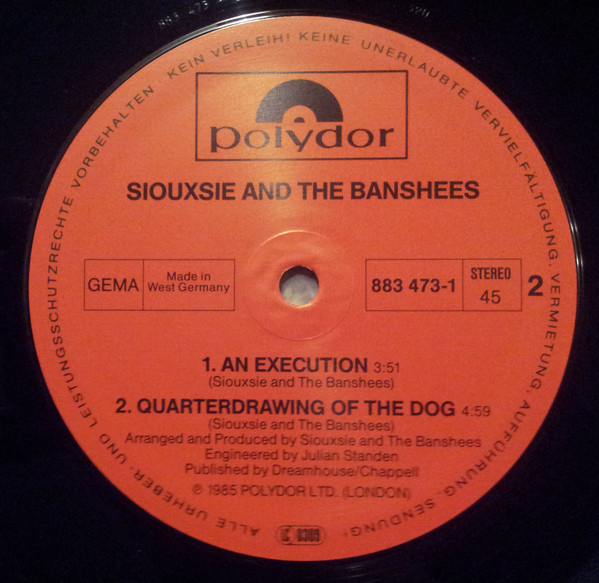 883 473
ALLE URHEBER- UND LEISTUNGSSCHUTZRECHTE VORBEHALTEN KEIN VERLEIH! KEINE UNERLAUBTE VERVIELFÄLTIGUNG, VERMIETUNG, AUFFÜHRUNG, SENDUNG!
polydor
SIOUXSIE AND THE BANSHEES
GEMA
Made in
West Germany
883 473-1
STEREO
45
2
1. AN EXECUTION 3:51
(Siouxsie and The Banshees)
2. QUARTERDRAWING OF THE DOG 4:59
(Siouxsie and The Banshees)
Arranged and Produced by Siouxsie and The Banshees
Engineered by Julian Standen
Published by Dreamhouse/Chappell
℗ 1985 POLYDOR LTD. (LONDON)
LC 0309